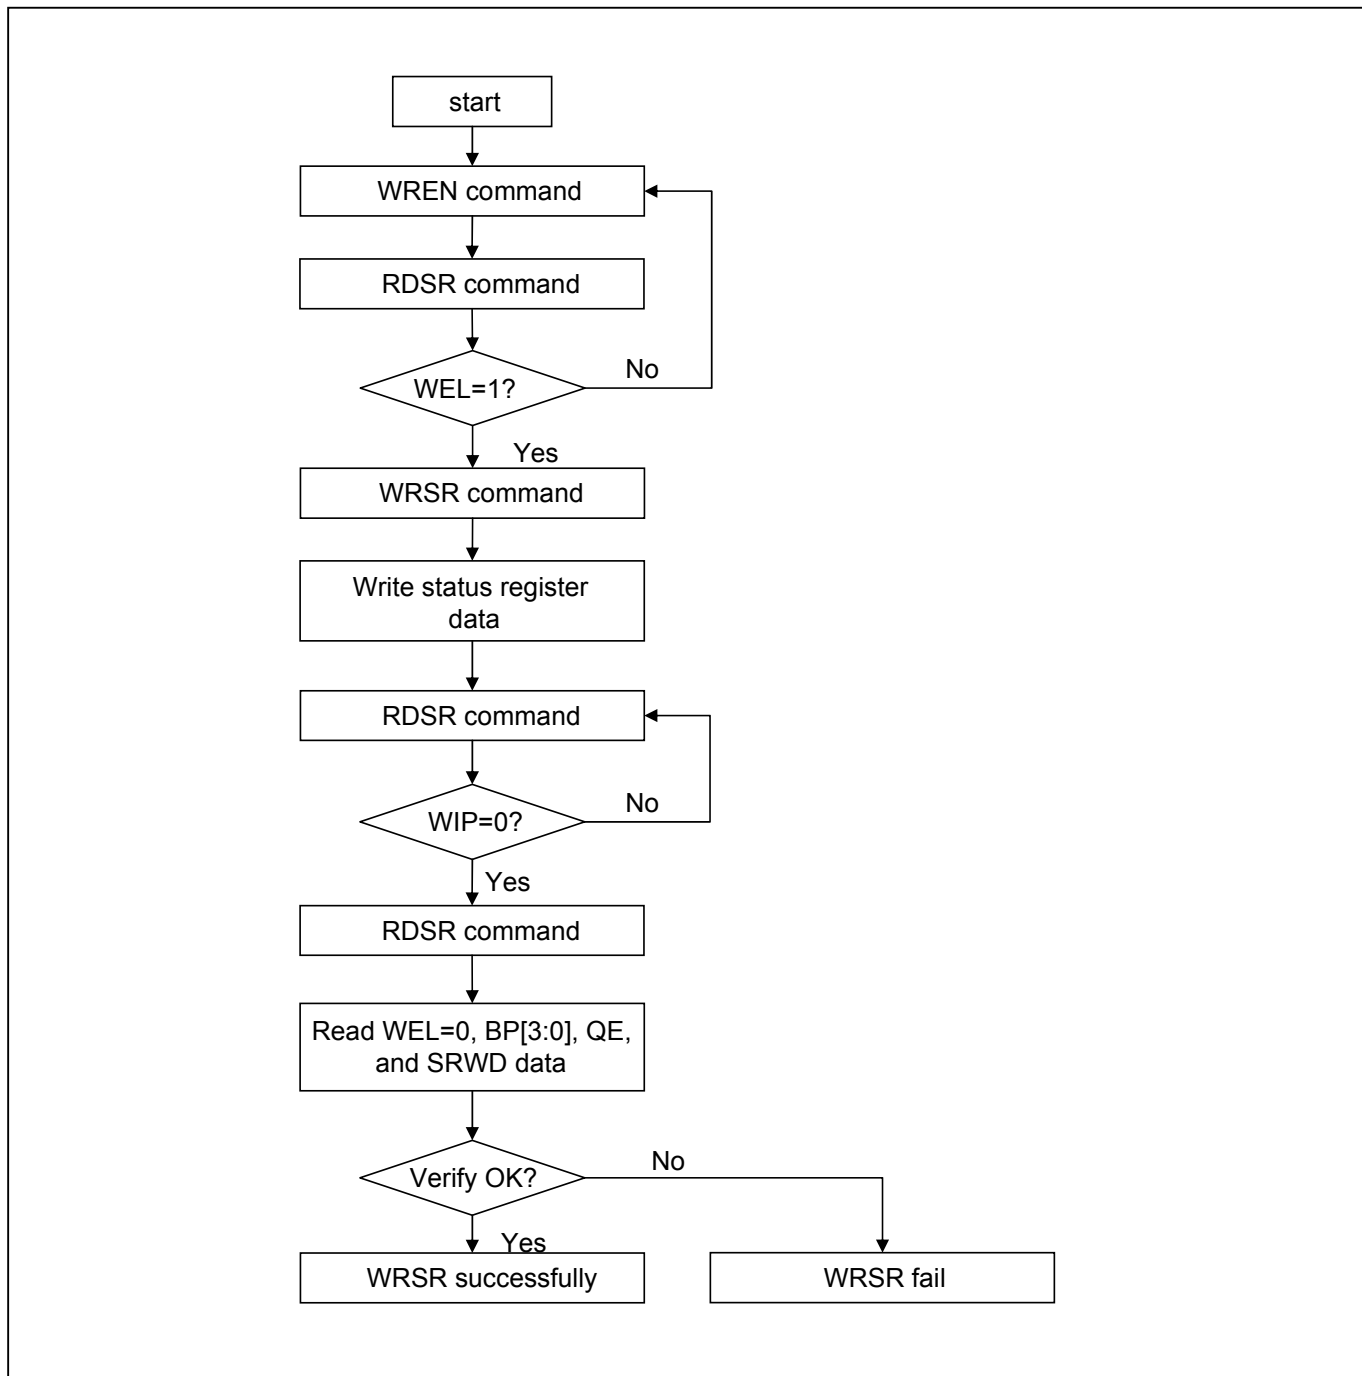 start
WREN command
RDSR command
WEL=1?
No
Yes
WRSR command
Write status register
data
RDSR command
WIP=0?
No
Yes
RDSR command
Read WEL=0, BP[3:0], QE,
and SRWD data
Verify OK?
No
Yes
WRSR successfully
WRSR fail